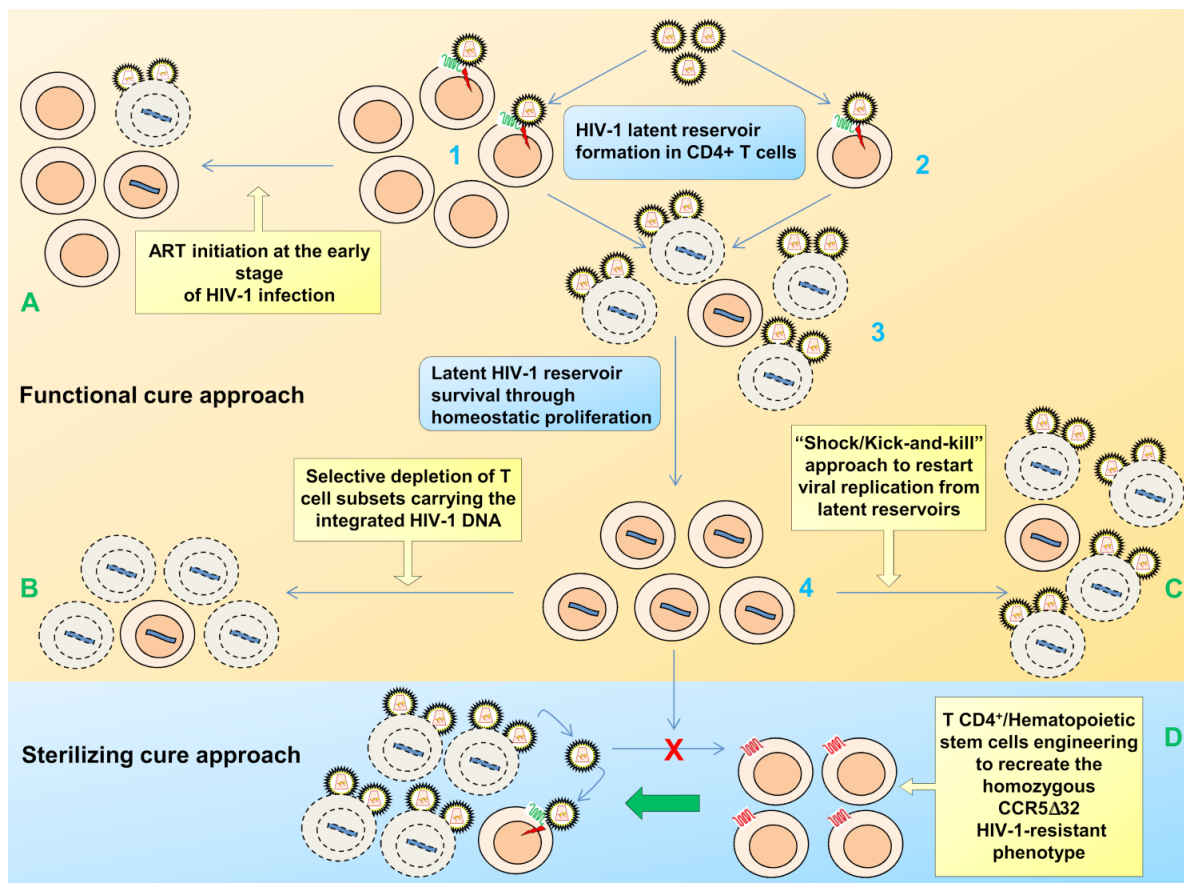 1
HIV-1 latent reservoir
formation in CD4+ T cells
2
ART initiation at the early
stage
of HIV-1 infection
A
3
Functional cure approach
Latent HIV-1 reservoir
survival through
homeostatic proliferation
“Shock/Kick-and-kill”
approach to restart
viral replication from
latent reservoirs
Selective depletion of T
cell subsets carrying the
integrated HIV-1 DNA
B
4
C
Sterilizing cure approach
X
T CD4⁺/Hematopoietic
stem cells engineering
to recreate the
homozygous
CCR5Δ32
HIV-1-resistant
phenotype
D